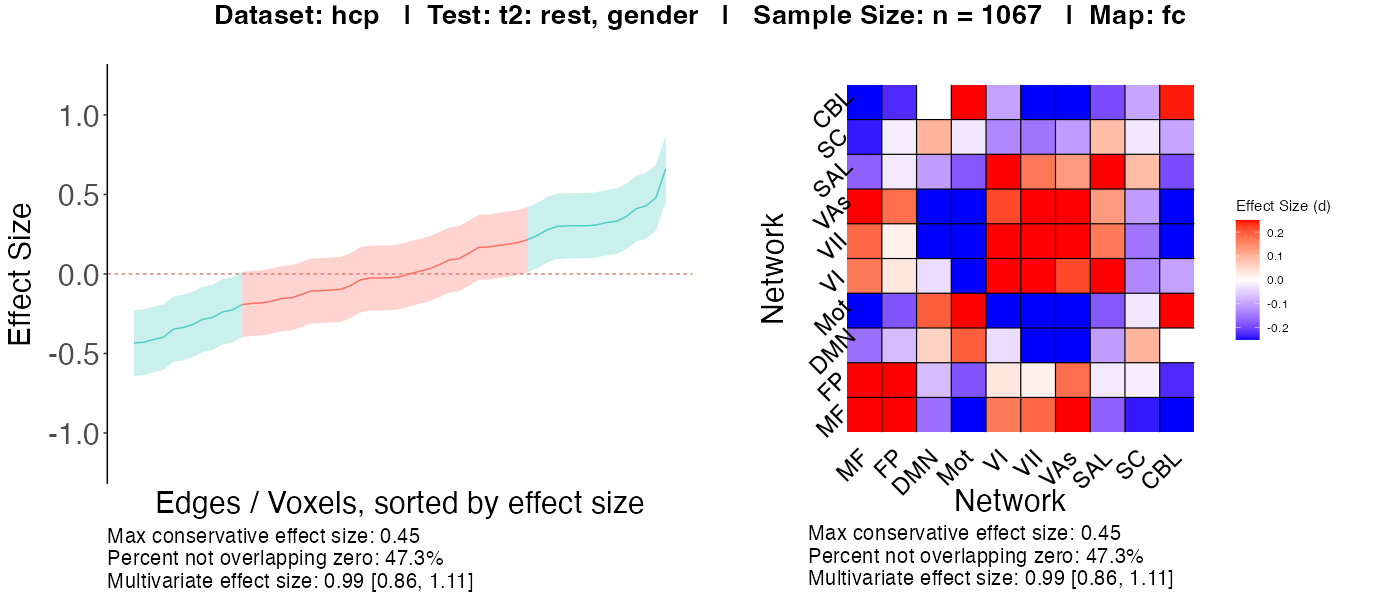 Dataset: hcp | Test: t2: rest, gender | Sample Size: n = 1067 | Map: fc
Effect Size
1.0
0.5
0.0
-0.5
-1.0
Edges / Voxels, sorted by effect size
Max conservative effect size: 0.45
Percent not overlapping zero: 47.3%
Multivariate effect size: 0.99 [0.86, 1.11]
Network
CBL
SC
SAL
VAs
VII
VI
Mot
DMN
FP
MF
MF
FP
DMN
Mot
VI
VII
VAs
SAL
SC
CBL
Network
Max conservative effect size: 0.45
Percent not overlapping zero: 47.3%
Multivariate effect size: 0.99 [0.86, 1.11]
Effect Size (d)
0.2
0.1
0.0
-0.1
-0.2